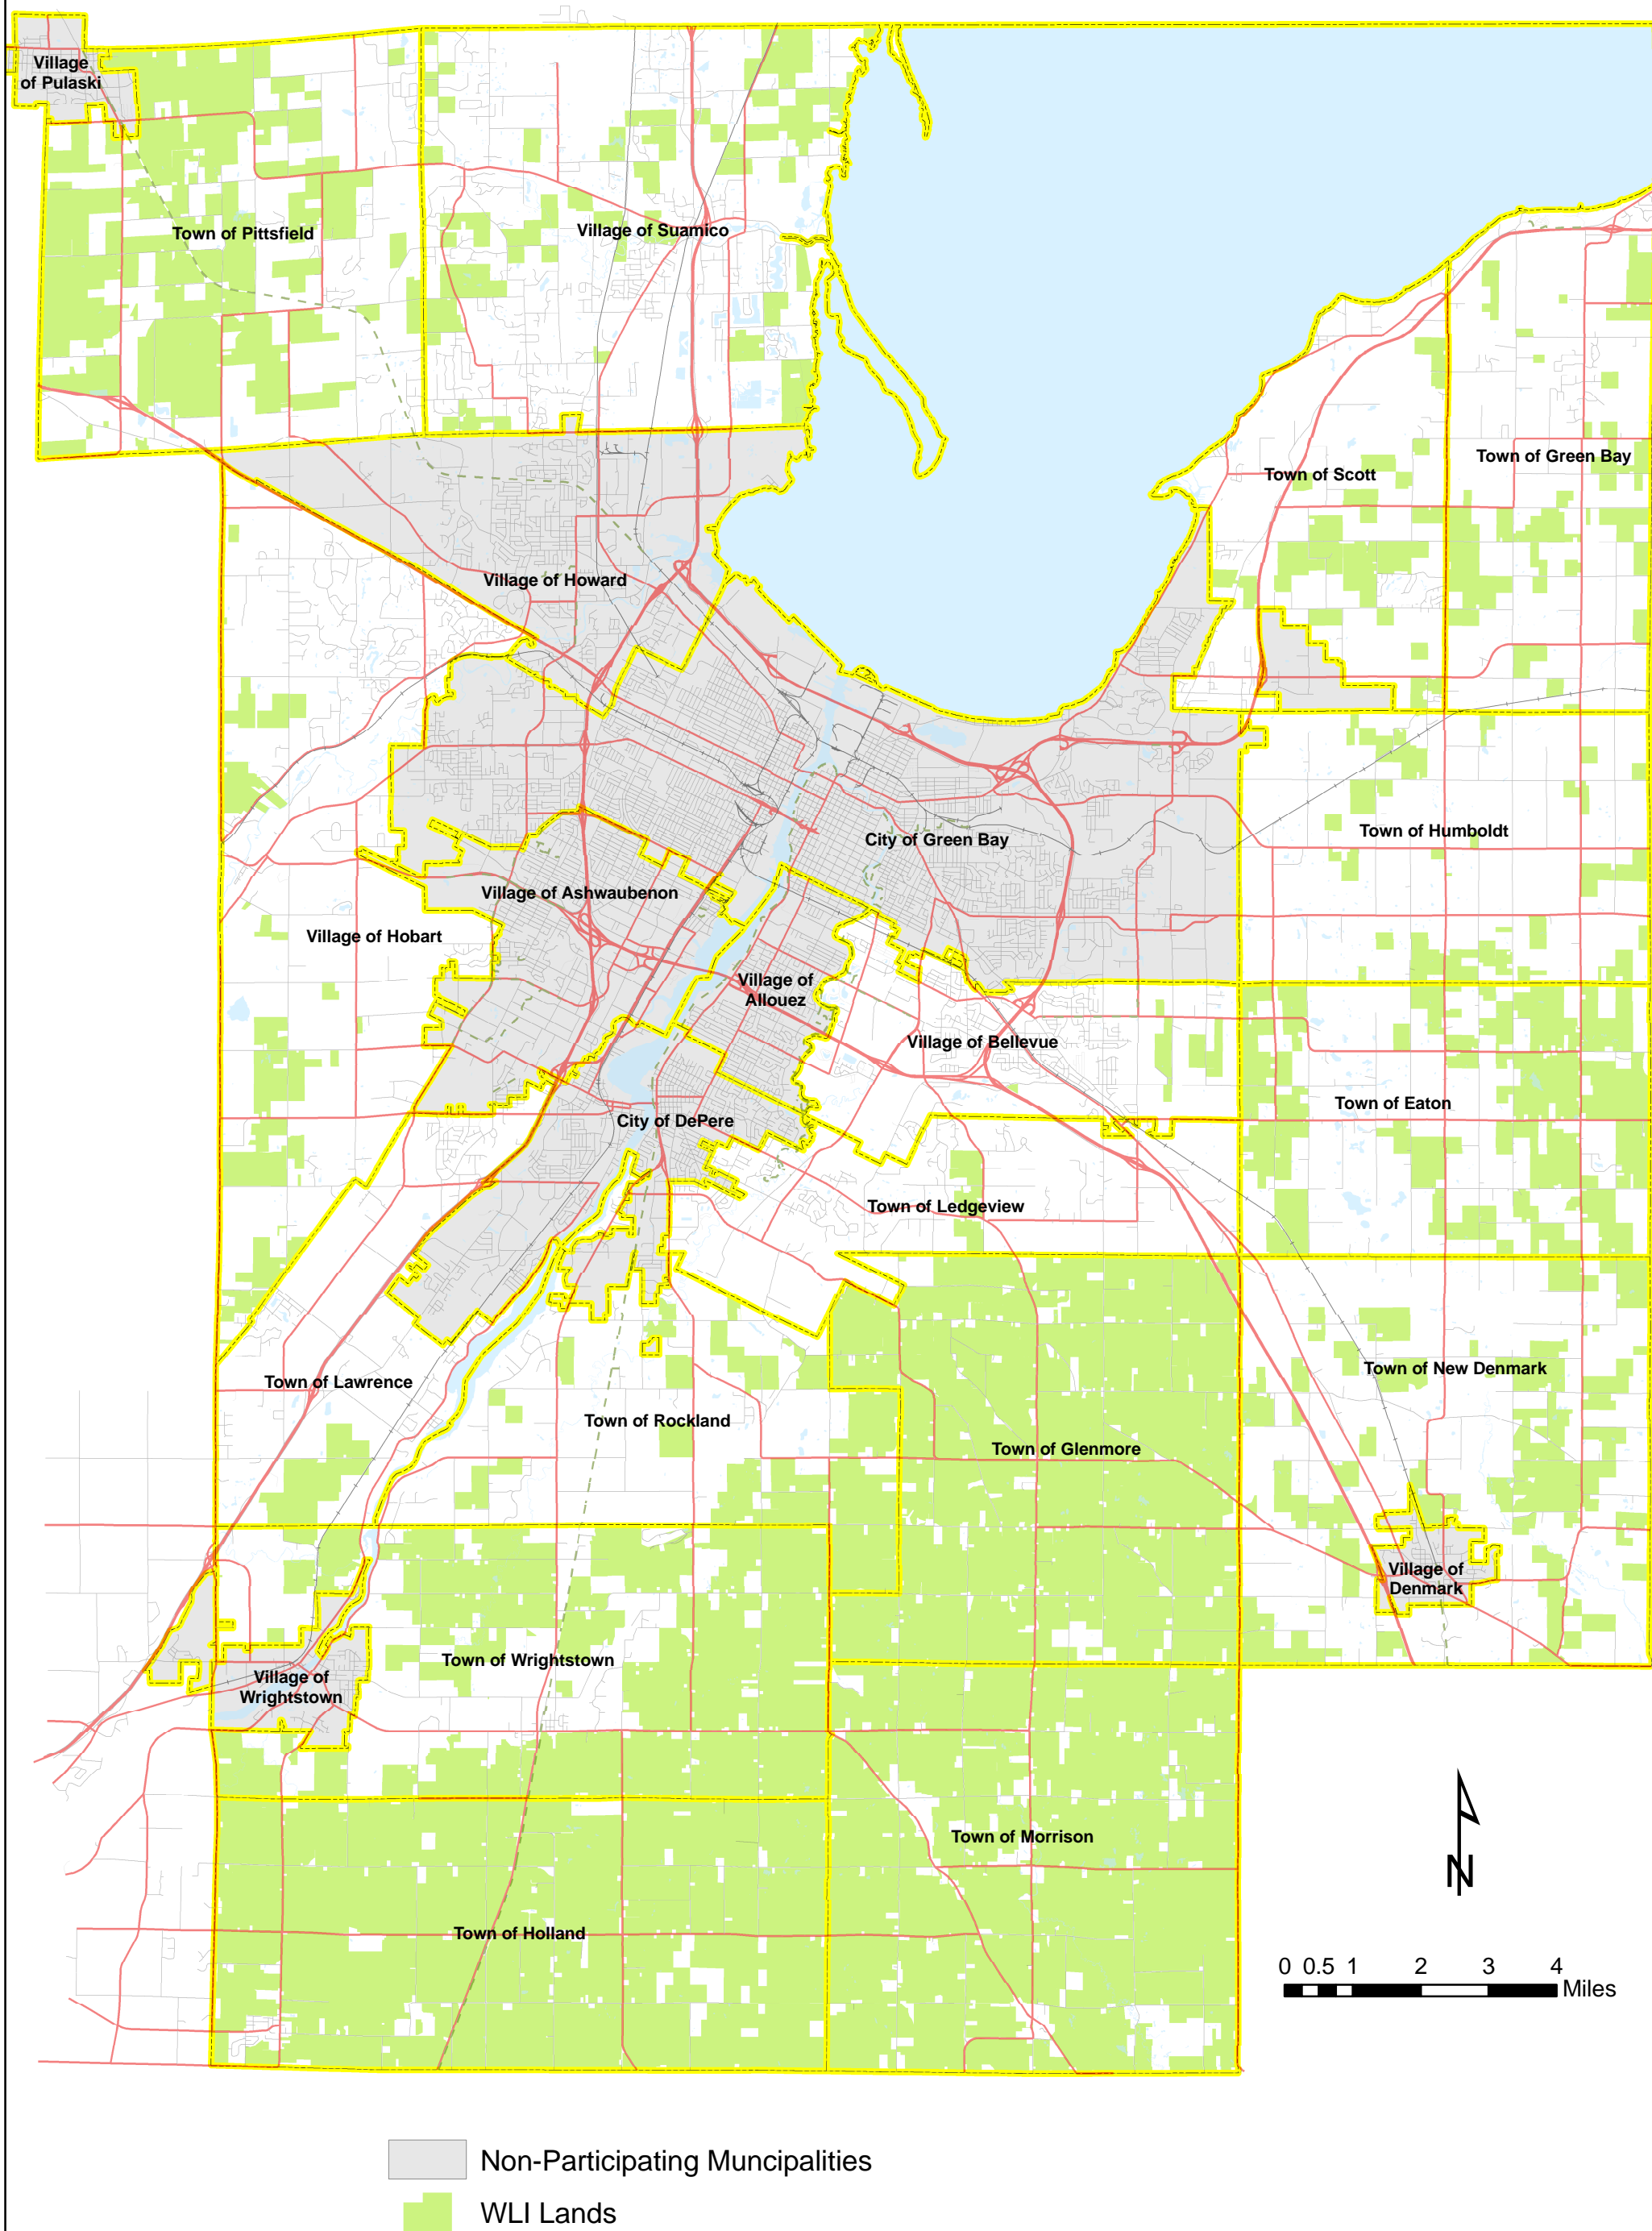 Village
of Pulaski
Town of Pittsfield
Village of Suamico
Town of Green Bay
Town of Scott
Village of Howard
Town of Humboldt
City of Green Bay
Village of Ashwaubenon
Village of Hobart
Village of
Allouez
Village of Bellevue
Town of Eaton
City of DePere
Town of Ledgeview
Town of New Denmark
Town of Lawrence
Town of Rockland
Town of Glenmore
Village of
Denmark
Town of Wrightstown
Village of
Wrightstown
Town of Morrison
N
Town of Holland
0 0.5 1 2 3 4
Miles
Non-Participating Muncipalities
WLI Lands